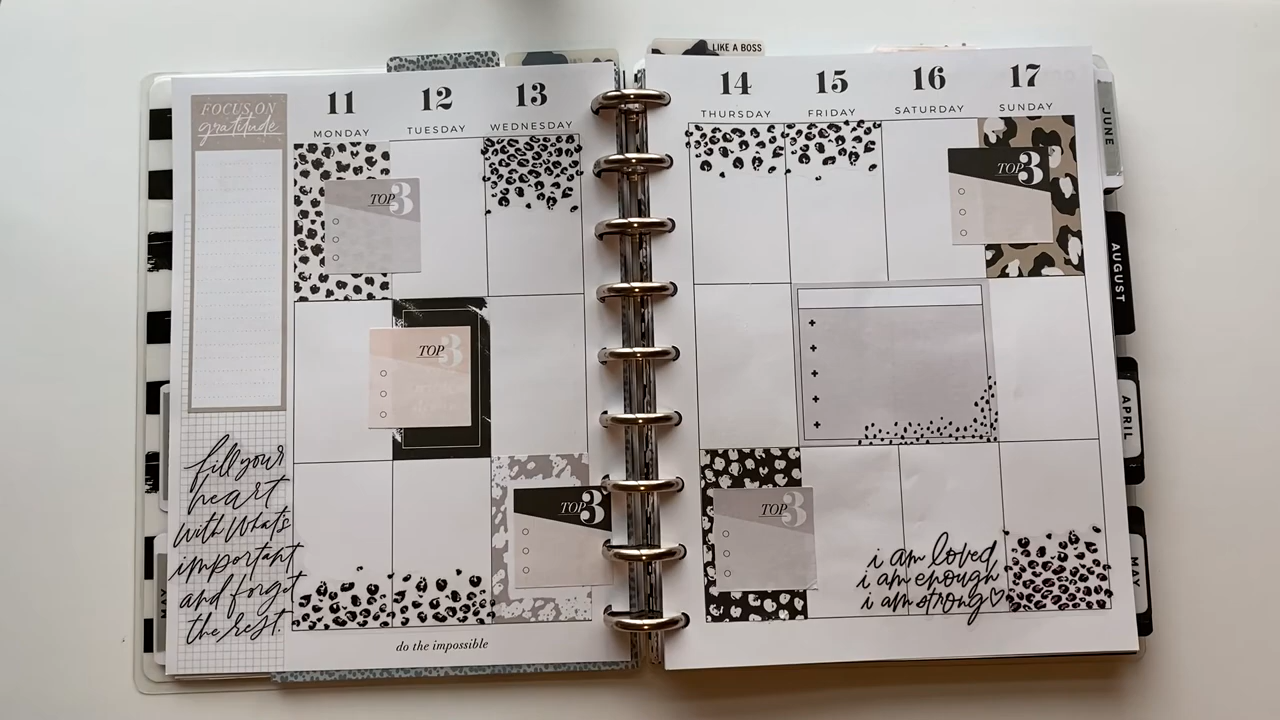 LIKE A BOSS
FOCUS ON
gratitude
11
MONDAY
12
TUESDAY
13
WEDNESDAY
14
THURSDAY
15
FRIDAY
16
SATURDAY
17
SUNDAY
TOP 3
TOP 3
TOP 3
TOP 3
TOP 3
fill your
heart
with what's
important
and forget
the rest.
do the impossible
i am loved
i am enough
i am strong
JUNE
AUGUST
APRIL
MAY
MAY